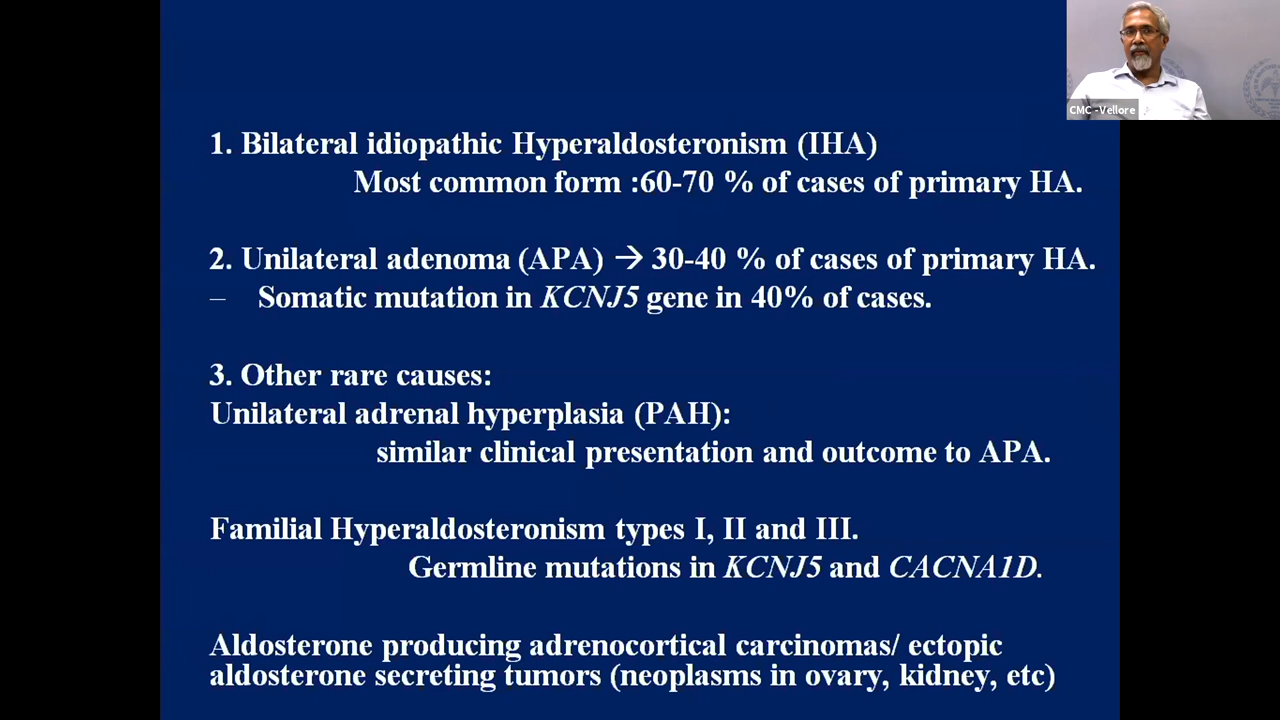 CMC -Vellore
1. Bilateral idiopathic Hyperaldosteronism (IHA)
Most common form :60-70 % of cases of primary HA.
2. Unilateral adenoma (APA) → 30-40 % of cases of primary HA.
– Somatic mutation in KCNJ5 gene in 40% of cases.
3. Other rare causes:
Unilateral adrenal hyperplasia (PAH):
similar clinical presentation and outcome to APA.
Familial Hyperaldosteronism types I, II and III.
Germline mutations in KCNJ5 and CACNA1D.
Aldosterone producing adrenocortical carcinomas/ ectopic
aldosterone secreting tumors (neoplasms in ovary, kidney, etc)